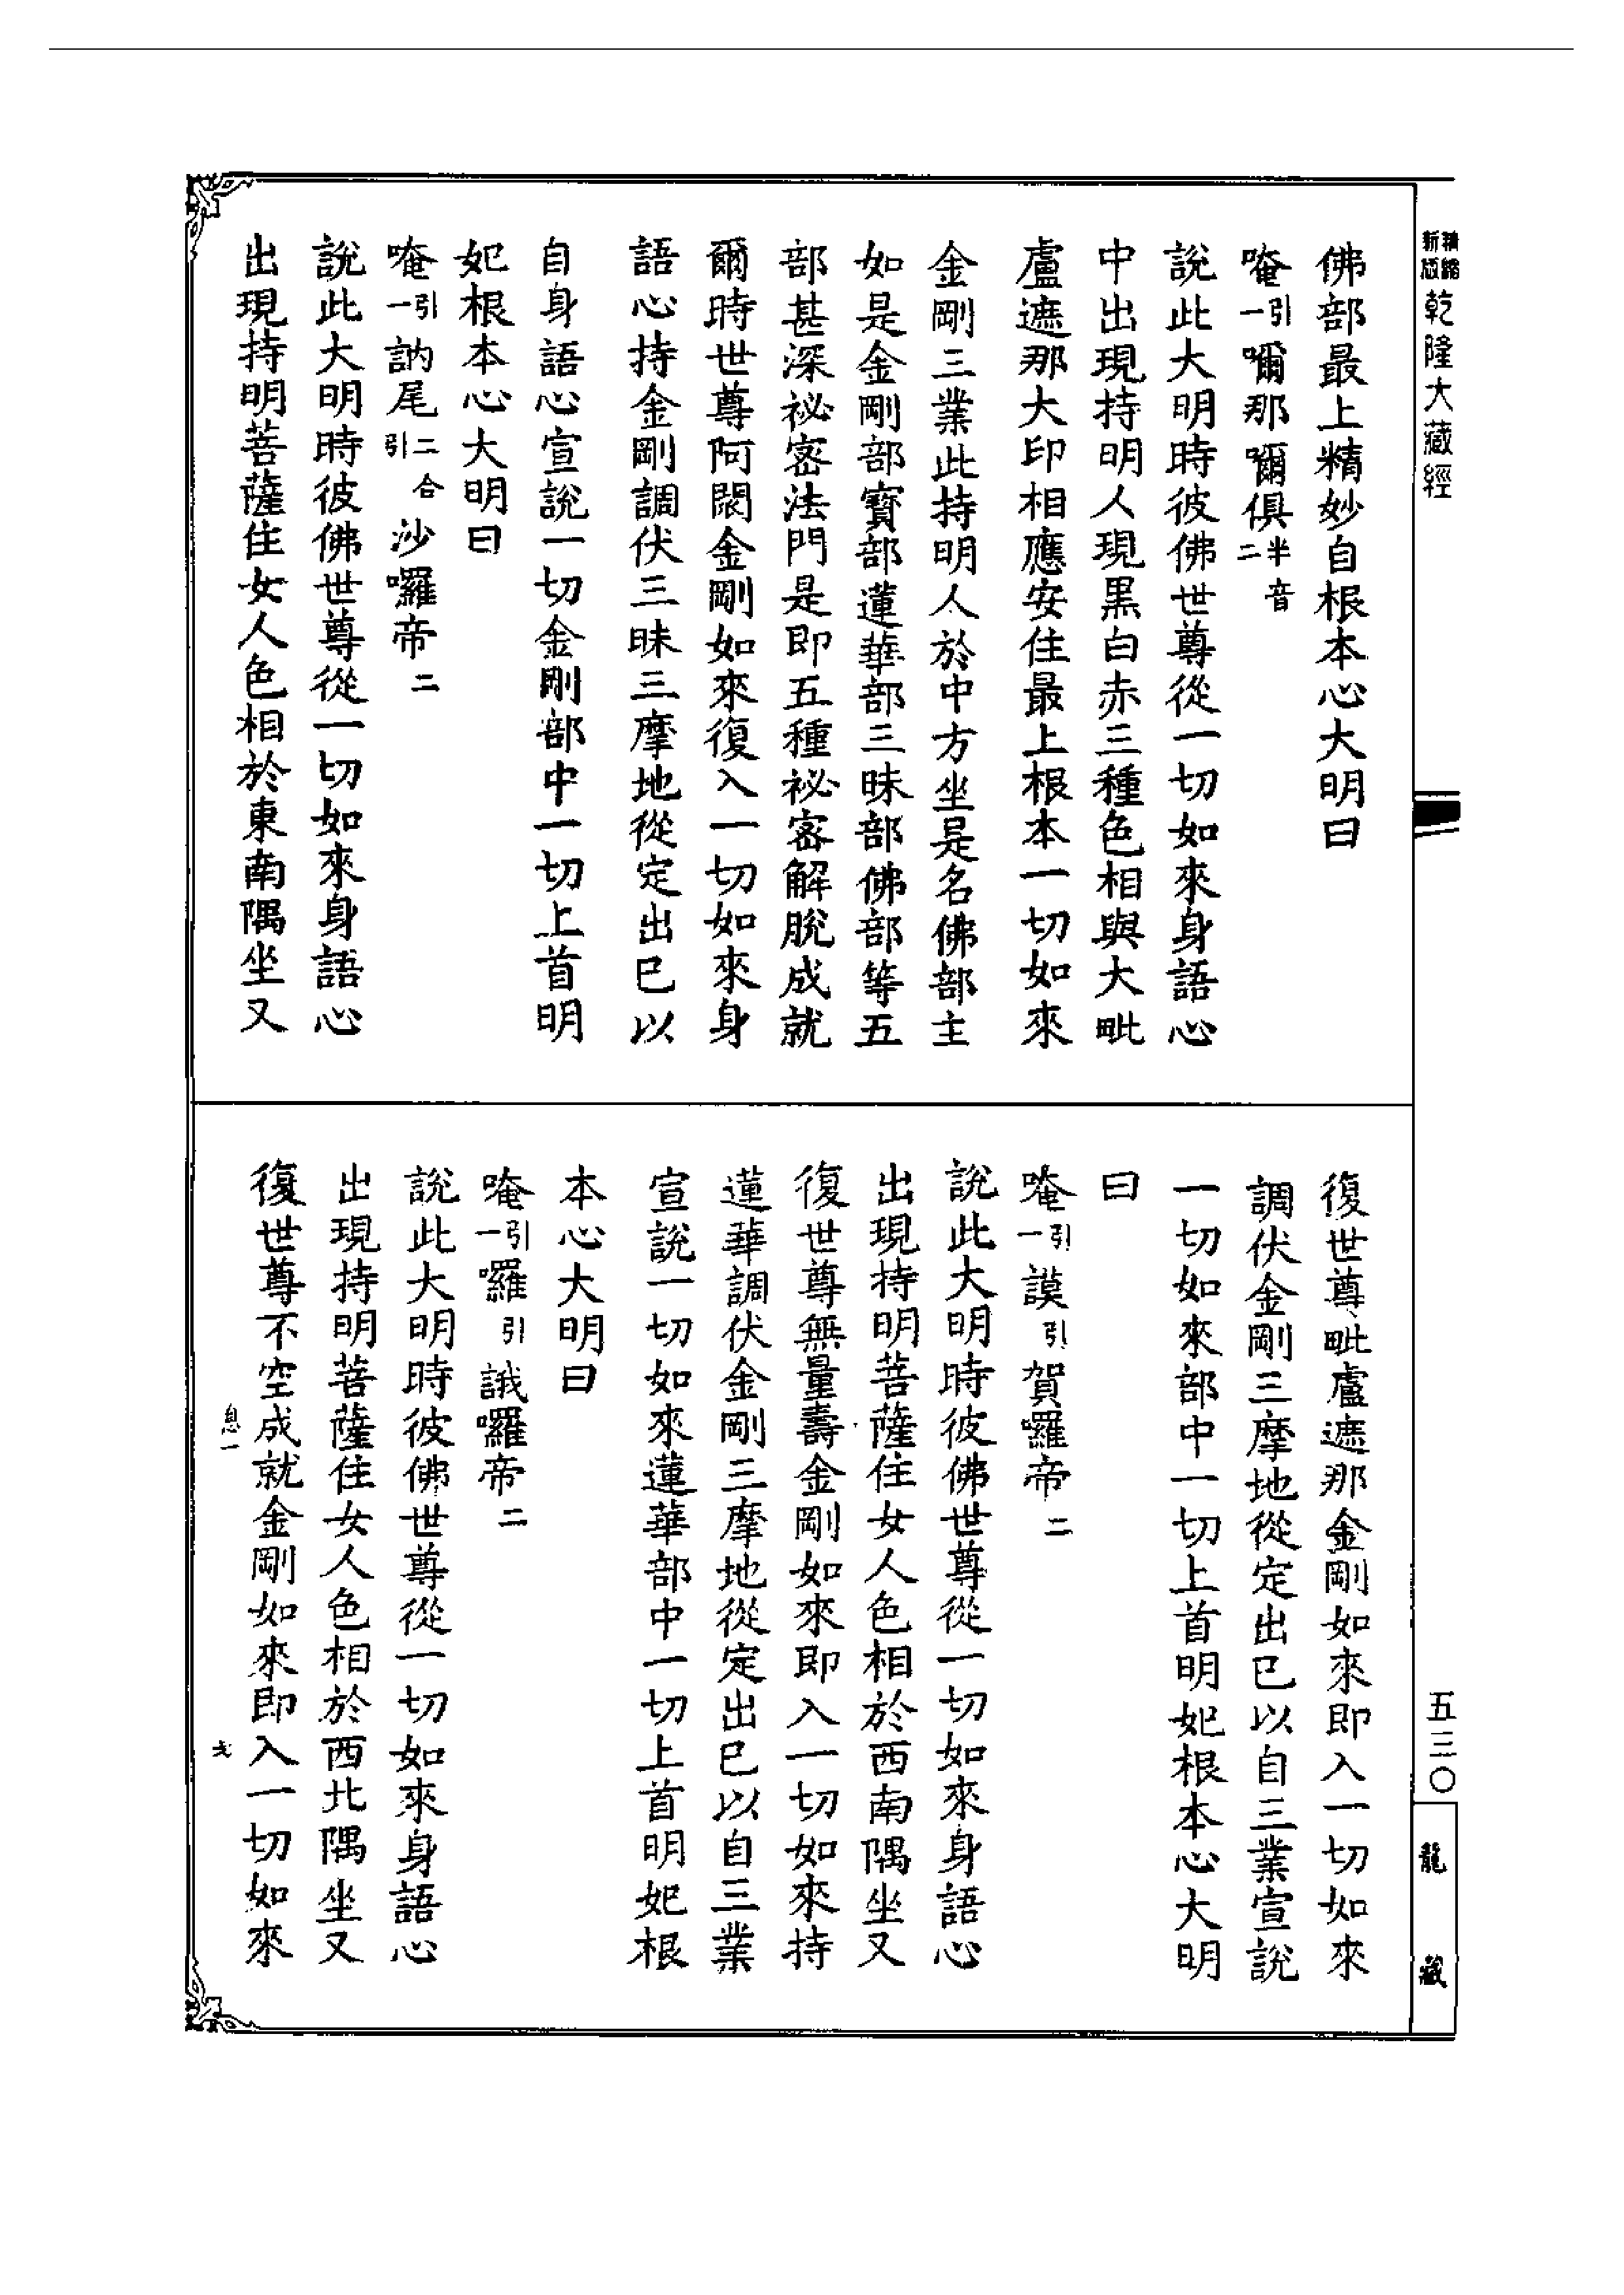 精縮新版乾隆大藏經
佛部最上精妙自根本心大明曰
唵引一嚩那嚩俱半音二
說此大明時彼佛世尊從一切如來身語心
中出現持明人現黑白赤三種色相與大毗
盧遮那大印相應安住最上根本一切如來
金剛三業此持明人於中方坐是名佛部主
如是金剛部寶部蓮華部三昧部佛部等五
部甚深祕密法門是即五種祕密解脫成就
爾時世尊阿閦金剛如來復入一切如來身
語心持金剛調伏三昧三摩地從定出已以
自身語心宣說一切金剛部中一切上首明
妃根本心大明曰
唵引一訥尾二合引沙囉帝二
說此大明時彼佛世尊從一切如來身語心
出現持明菩薩住女人色相於東南隅坐又
復世尊毗盧遮那金剛如來即入一切如來
調伏金剛三摩地從定出已以自三業宣說
一切如來部中一切上首明妃根本心大明
曰
唵引一謨引賀囉帝二
說此大明時彼佛世尊從一切如來身語心
出現持明菩薩住女人色相於西南隅坐又
復世尊無量壽金剛如來即入一切如來持
蓮華調伏金剛三摩地從定出已以自三業
宣說一切如來蓮華部中一切上首明妃根
本心大明曰
唵引一囉引誐囉帝二
說此大明時彼佛世尊從一切如來身語心
出現持明菩薩住女人色相於西北隅坐又
復世尊不空成就金剛如來即入一切如來
息一
五三〇
龍藏